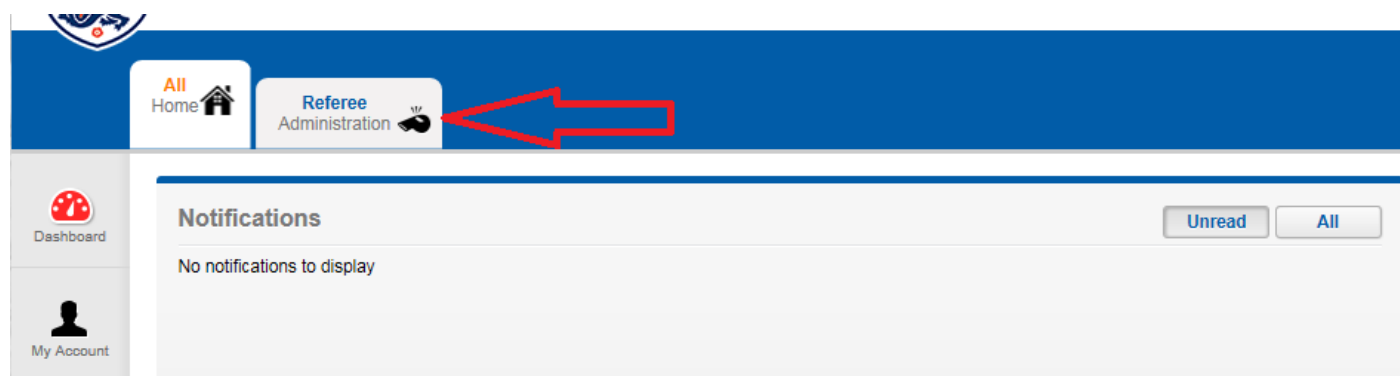 All
Home
Referee
Administration
Dashboard
Notifications
Unread
All
No notifications to display
My Account